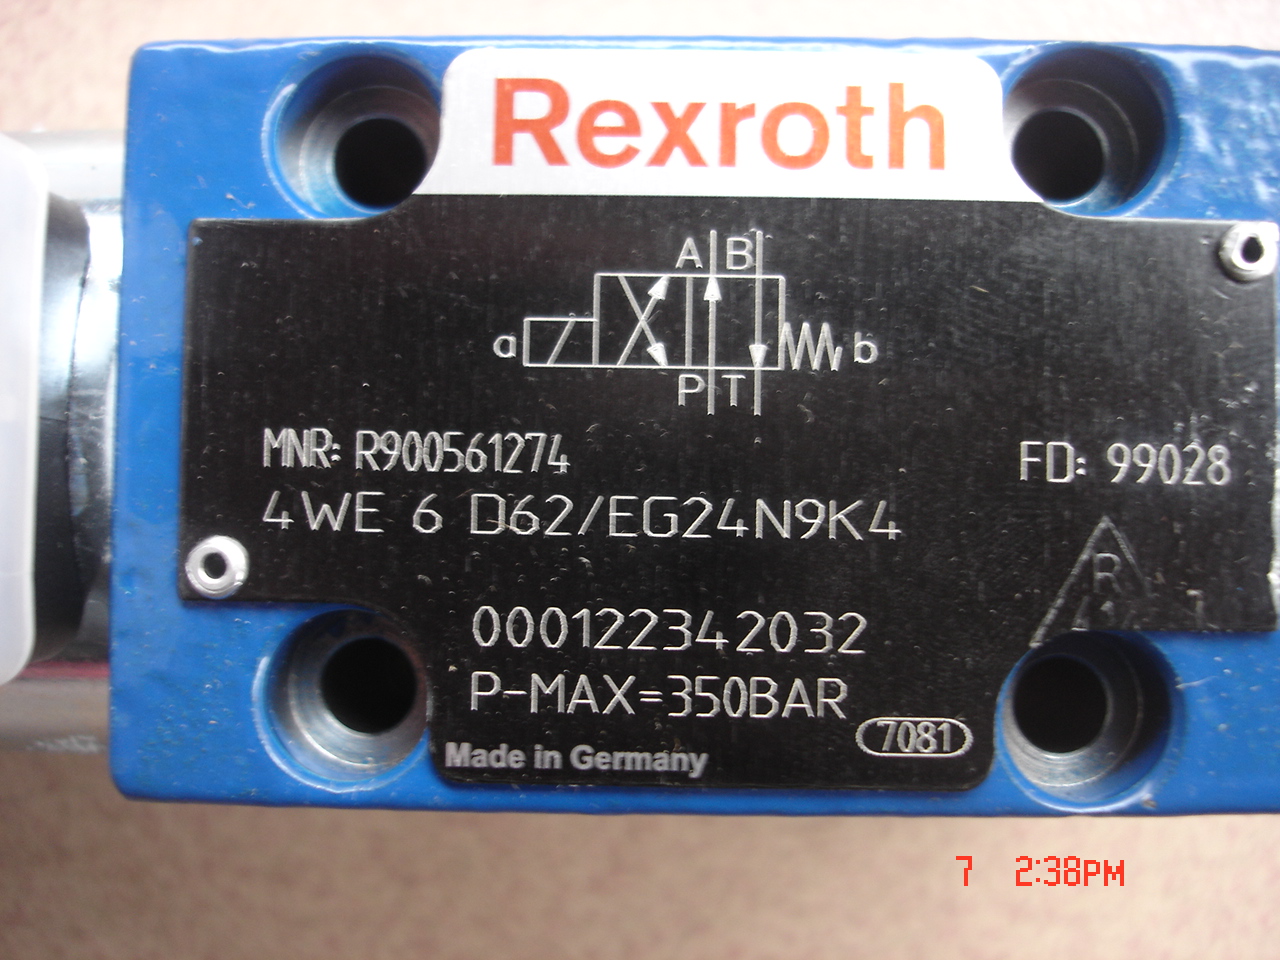 Rexroth
A B
a b
P T
MNR: R900561274 FD: 99028
4WE 6 D62/EG24N9K4
R
000122342032
P-MAX=350BAR
7081
Made in Germany
7 2:38PM